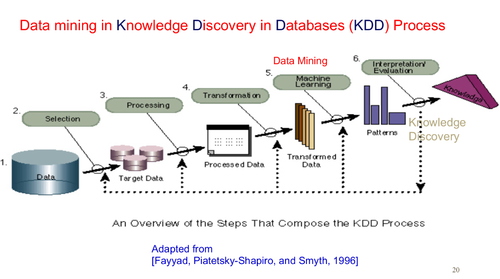 Data mining in Knowledge Discovery in Databases (KDD) Process
6.
Interpretation/
Evaluation
Data Mining
5.
Machine
Learning
4.
Transformation
3.
Processing
2.
Selection
1.
Data
Target Data
Processed Data
Transformed
Data
Patterns
Knowledge
Knowledge
Discovery
An Overview of the Steps That Compose the KDD Process
Adapted from
[Fayyad, Piatetsky-Shapiro, and Smyth, 1996]
20